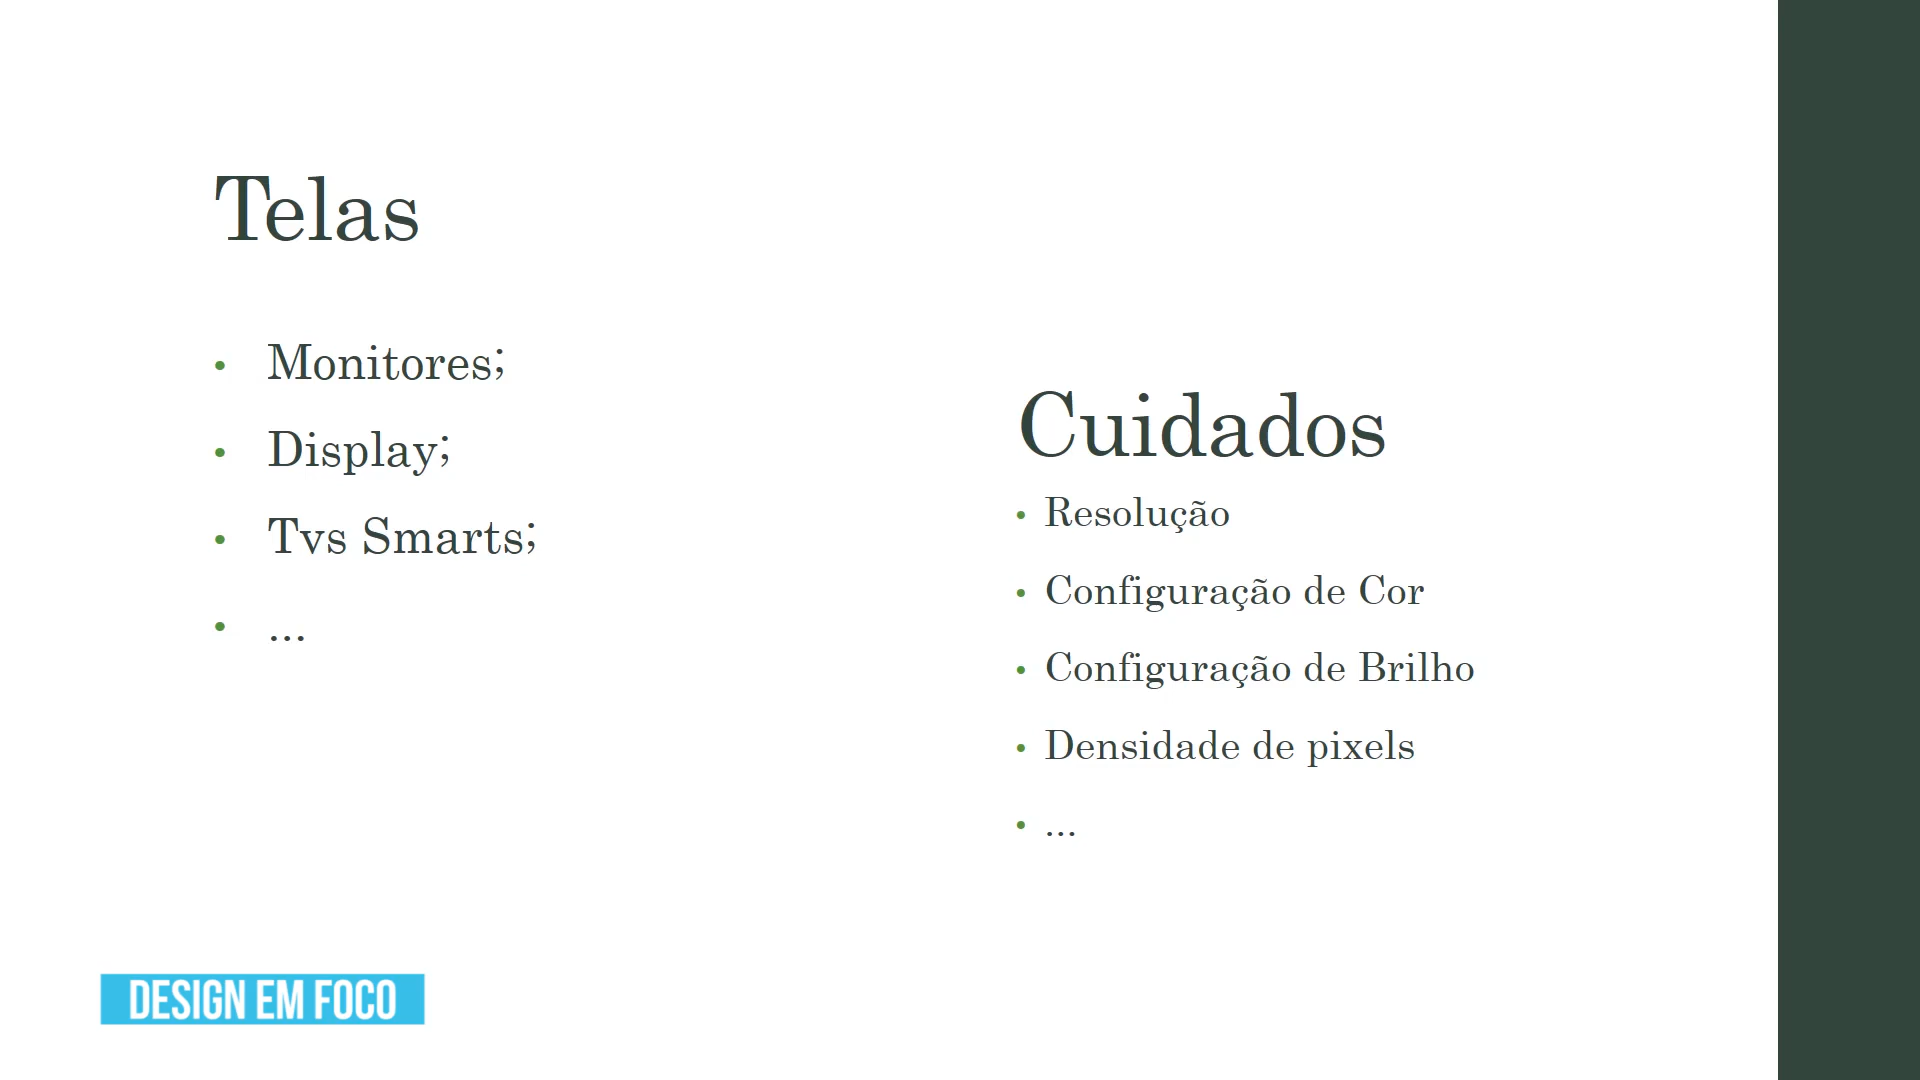 Telas
• Monitores;
• Display;
• Tvs Smarts;
• ...
Cuidados
• Resolução
• Configuração de Cor
• Configuração de Brilho
• Densidade de pixels
• ...
DESIGN EM FOCO